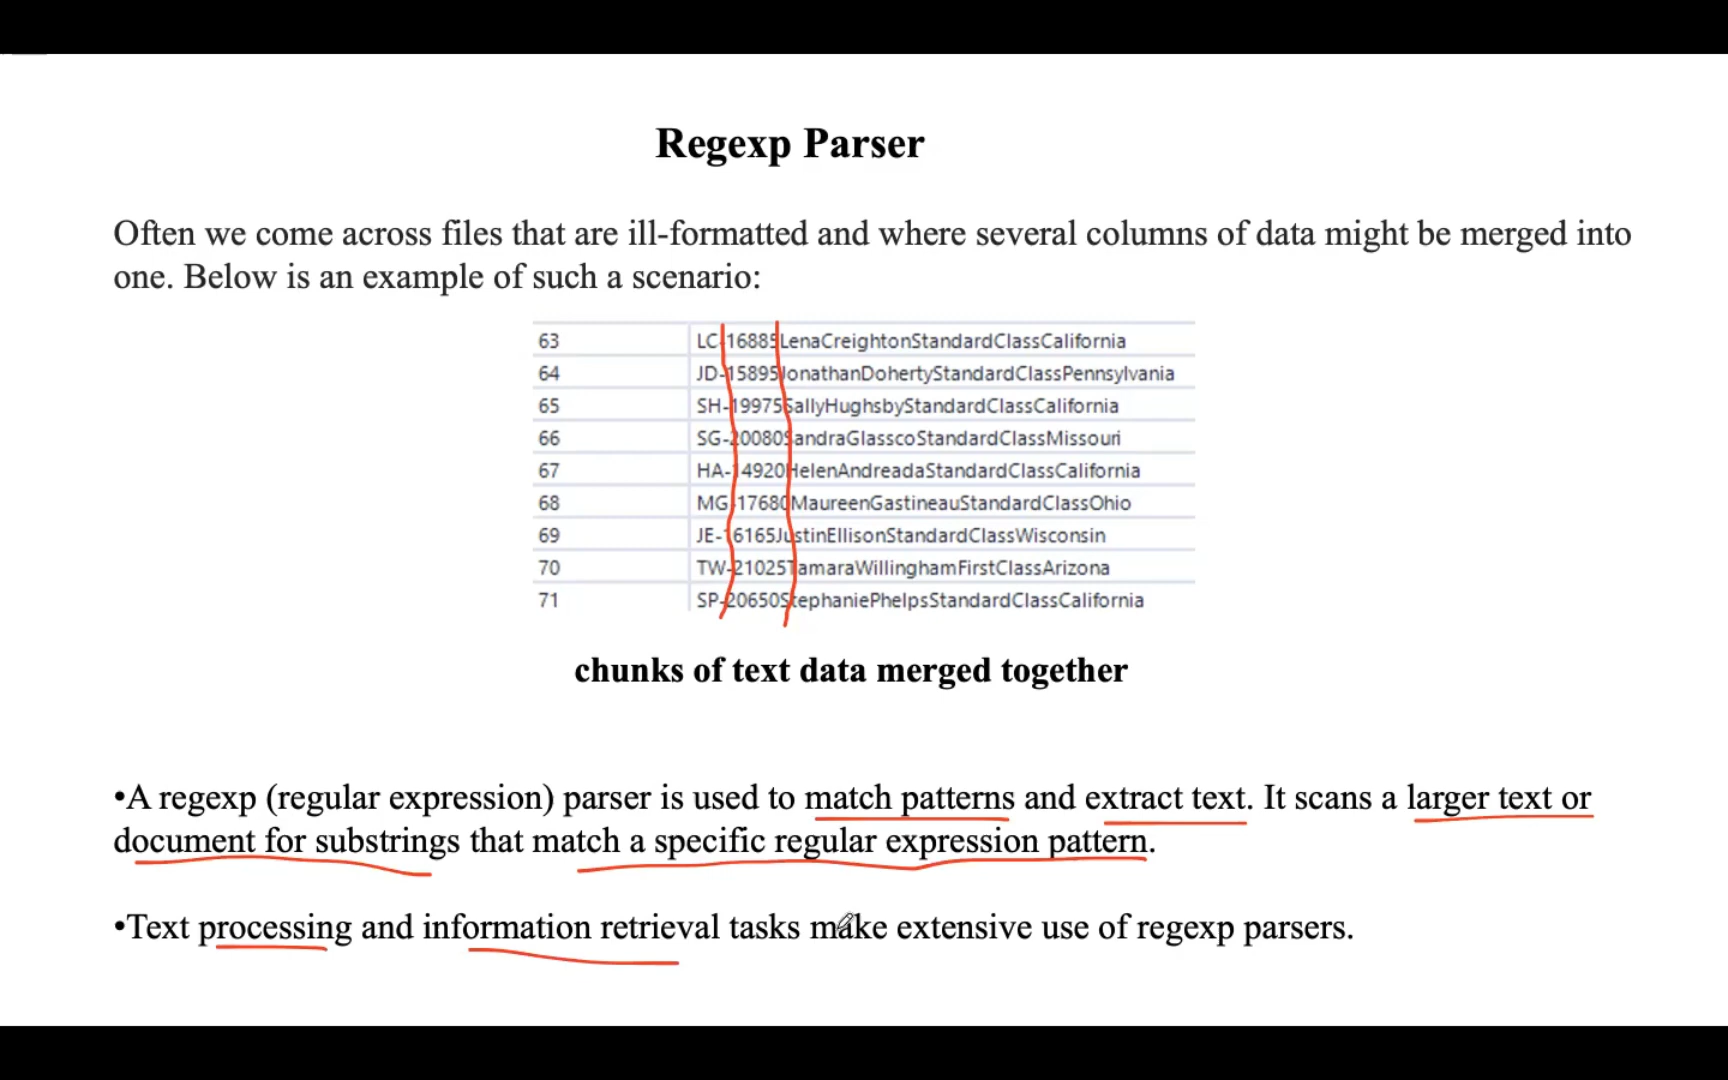 Regexp Parser
Often we come across files that are ill-formatted and where several columns of data might be merged into
one. Below is an example of such a scenario:
63 LC-16885LenaCreightonStandardClassCalifornia
64 JD-15895JonathanDohertyStandardClassPennsylvania
65 SH-19975SallyHughsbyStandardClassCalifornia
66 SG-20080SandraGlasscoStandardClassMissouri
67 HA-14920HelenAndreadaStandardClassCalifornia
68 MG-17680MaureenGastineauStandardClassOhio
69 JE-16165JustinEllisonStandardClassWisconsin
70 TW-21025TamaraWillinghamFirstClassArizona
71 SP-20650StephaniePhelpsStandardClassCalifornia
chunks of text data merged together
•A regexp (regular expression) parser is used to match patterns and extract text. It scans a larger text or
document for substrings that match a specific regular expression pattern.
•Text processing and information retrieval tasks make extensive use of regexp parsers.